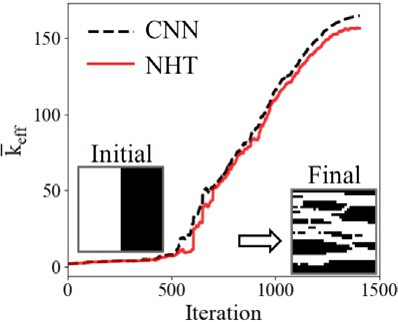 CNN
NHT
150
100
50
0
k̄eff
Initial
Final
0
500
1000
1500
Iteration